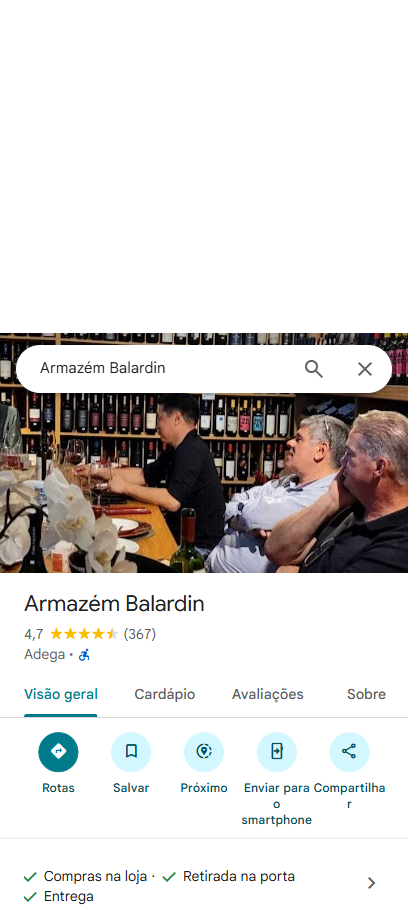 Armazém Balardin
Armazém Balardin
4,7 (367)
Adega ·
Visão geral Cardápio Avaliações Sobre
Rotas Salvar Próximo Enviar para o smartphone Compartilhar
Compras na loja · Retirada na porta
Entrega